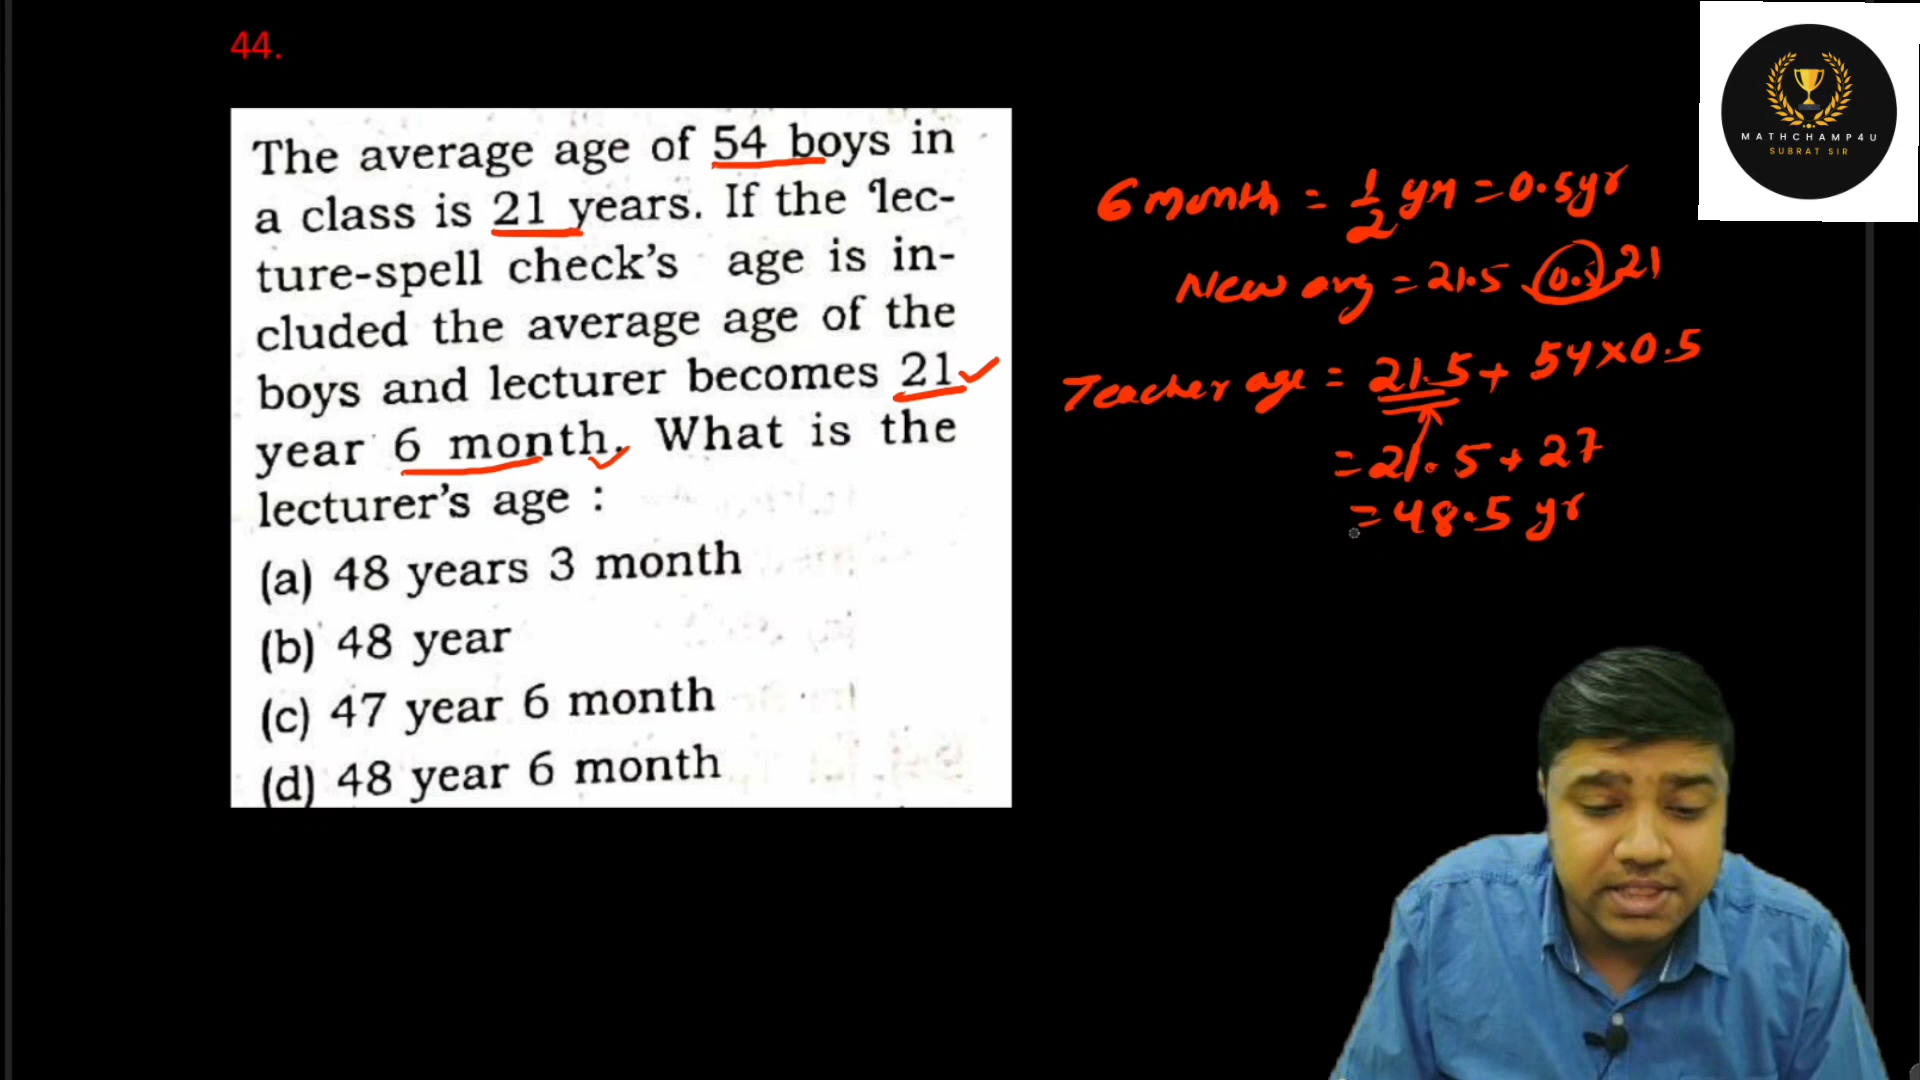 44.
The average age of 54 boys in
a class is 21 years. If the lec-
ture-spell check's age is in-
cluded the average age of the
boys and lecturer becomes 21
year 6 month. What is the
lecturer's age :
(a) 48 years 3 month
(b) 48 year
(c) 47 year 6 month
(d) 48 year 6 month
6 month = 1/2 yr = 0.5yr
New avg = 21.5 0.5 21
Teacher age = 21.5 + 54×0.5
= 21.5 + 27
= 48.5 yr
MATHCHAMP4U
SUBRAT SIR